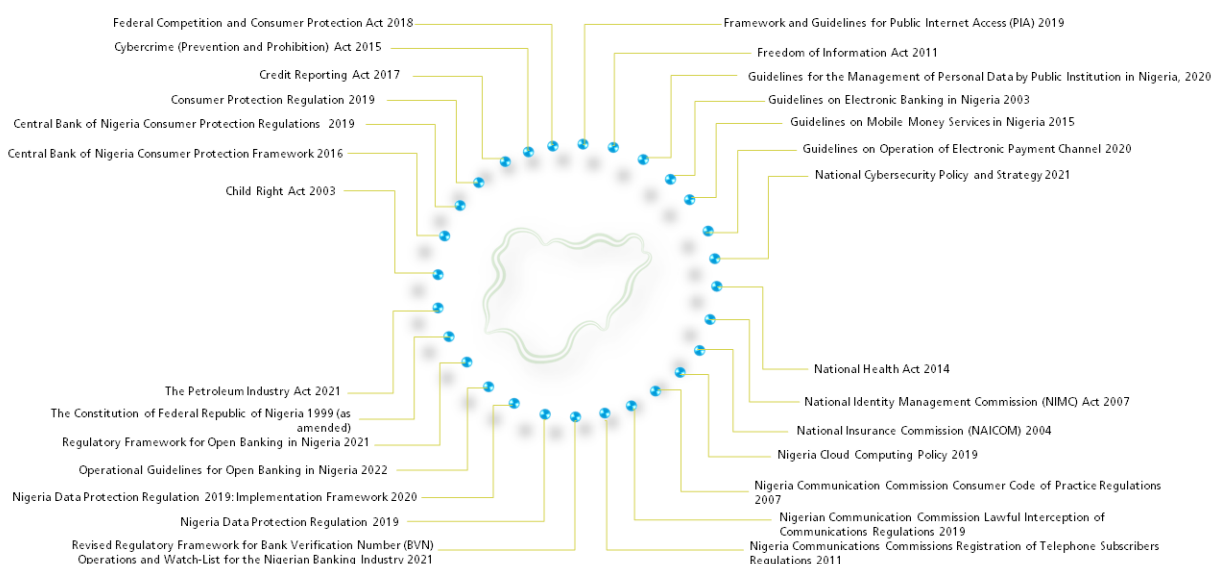 Federal Competition and Consumer Protection Act 2018
Cybercrime (Prevention and Prohibition) Act 2015
Credit Reporting Act 2017
Consumer Protection Regulation 2019
Central Bank of Nigeria Consumer Protection Regulations 2019
Central Bank of Nigeria Consumer Protection Framework 2016
Child Right Act 2003
The Petroleum Industry Act 2021
The Constitution of Federal Republic of Nigeria 1999 (as
amended)
Regulatory Framework for Open Banking in Nigeria 2021
Operational Guidelines for Open Banking in Nigeria 2022
Nigeria Data Protection Regulation 2019: Implementation Framework 2020
Nigeria Data Protection Regulation 2019
Revised Regulatory Framework for Bank Verification Number (BVN)
Operations and Watch-List for the Nigerian Banking Industry 2021
Framework and Guidelines for Public Internet Access (PIA) 2019
Freedom of Information Act 2011
Guidelines for the Management of Personal Data by Public Institution in Nigeria, 2020
Guidelines on Electronic Banking in Nigeria 2003
Guidelines on Mobile Money Services in Nigeria 2015
Guidelines on Operation of Electronic Payment Channel 2020
National Cybersecurity Policy and Strategy 2021
National Health Act 2014
National Identity Management Commission (NIMC) Act 2007
National Insurance Commission (NAICOM) 2004
Nigeria Cloud Computing Policy 2019
Nigeria Communication Commission Consumer Code of Practice Regulations
2007
Nigerian Communication Commission Lawful Interception of
Communications Regulations 2019
Nigeria Communications Commissions Registration of Telephone Subscribers
Regulations 2011